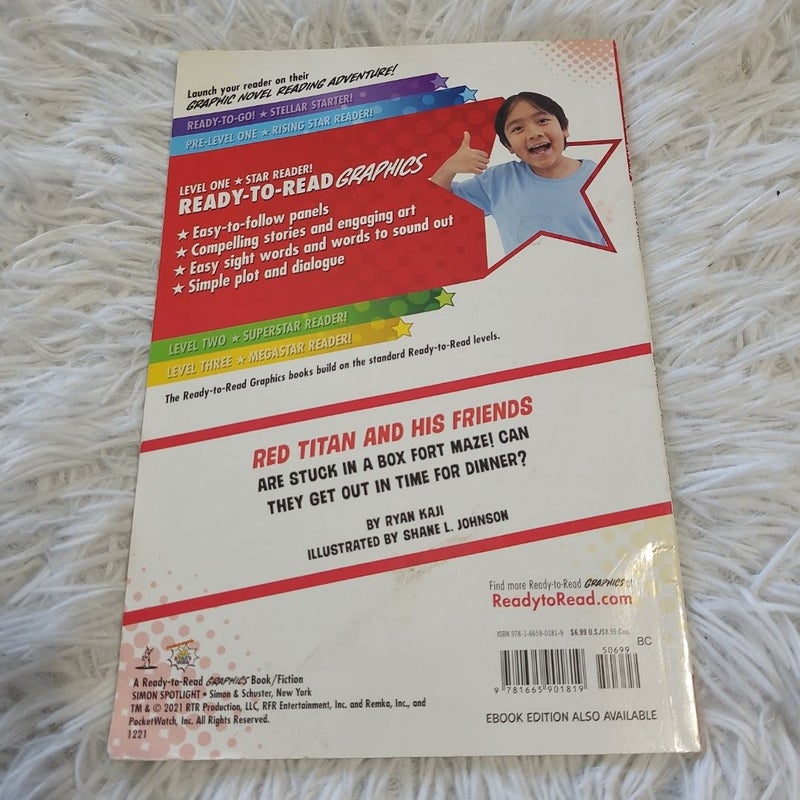 Launch your reader on their
GRAPHIC NOVEL READING ADVENTURE!
READY-TO-GO! ★ STELLAR STARTER!
PRE-LEVEL ONE ★ RISING STAR READER!
LEVEL ONE ★ STAR READER!
READY-TO-READ GRAPHICS
★ Easy-to-follow panels
★ Compelling stories and engaging art
★ Easy sight words and words to sound out
★ Simple plot and dialogue
LEVEL TWO ★ SUPERSTAR READER!
LEVEL THREE ★ MEGASTAR READER!
The Ready-to-Read Graphics books build on the standard Ready-to-Read levels.
RED TITAN AND HIS FRIENDS
ARE STUCK IN A BOX FORT MAZE! CAN
THEY GET OUT IN TIME FOR DINNER?
BY RYAN KAJI
ILLUSTRATED BY SHANE L. JOHNSON
Find more Ready-to-Read GRAPHICS at
ReadytoRead.com
ISBN 978-1-6659-0181-9 $6.99 U.S./$8.99 Can.
50699
BC
9 781665 901819
EBOOK EDITION ALSO AVAILABLE
A Ready-to-Read GRAPHICS Book/Fiction
SIMON SPOTLIGHT • Simon & Schuster, New York
TM & © 2021 RTR Production, LLC, RFR Entertainment, Inc. and Remka, Inc., and
PocketWatch, Inc. All Rights Reserved.
1221